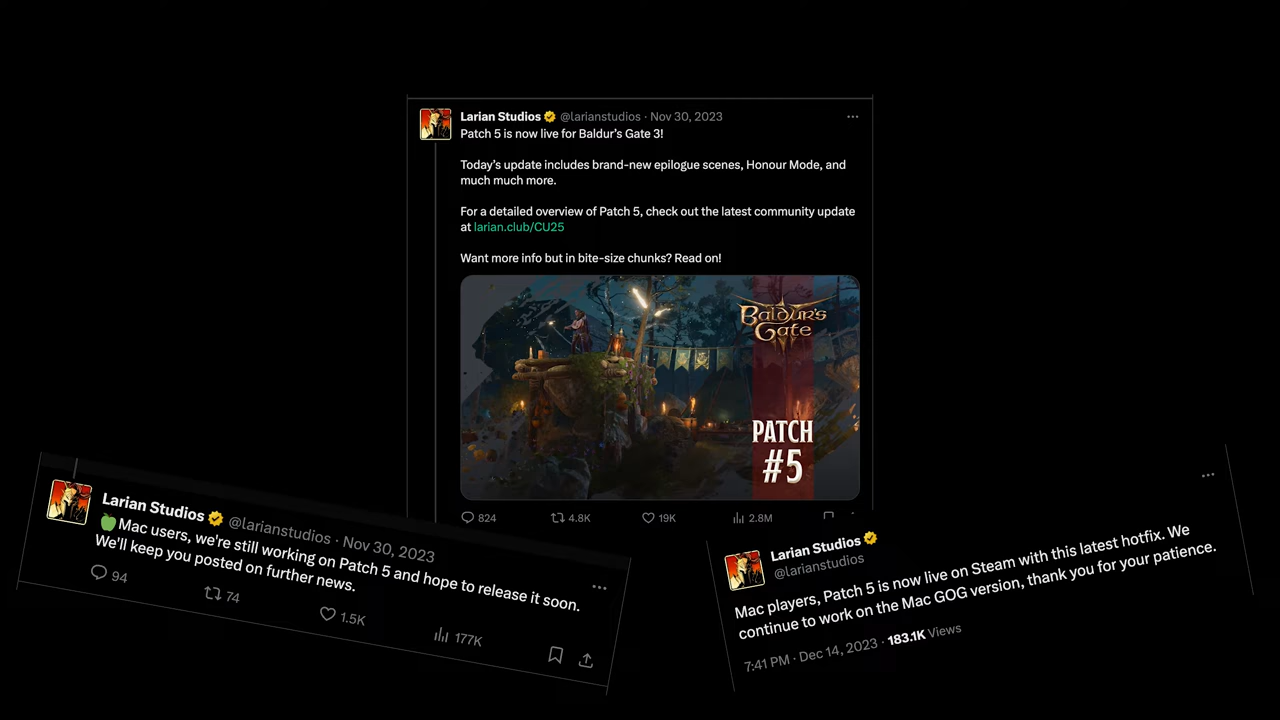 Larian Studios @larianstudios · Nov 30, 2023
Patch 5 is now live for Baldur's Gate 3!
Today's update includes brand-new epilogue scenes, Honour Mode, and
much much more.
For a detailed overview of Patch 5, check out the latest community update
at larian.club/CU25
Want more info but in bite-size chunks? Read on!
Baldur's
Gate
PATCH
#5
824 4.8K 19K 2.8M
Larian Studios @larianstudios · Nov 30, 2023
🍏Mac users, we're still working on Patch 5 and hope to release it soon.
We'll keep you posted on further news.
94 74 1.5K 177K
Larian Studios
@larianstudios
Mac players, Patch 5 is now live on Steam with this latest hotfix. We
continue to work on the Mac GOG version, thank you for your patience.
7:41 PM · Dec 14, 2023 · 183.1K Views